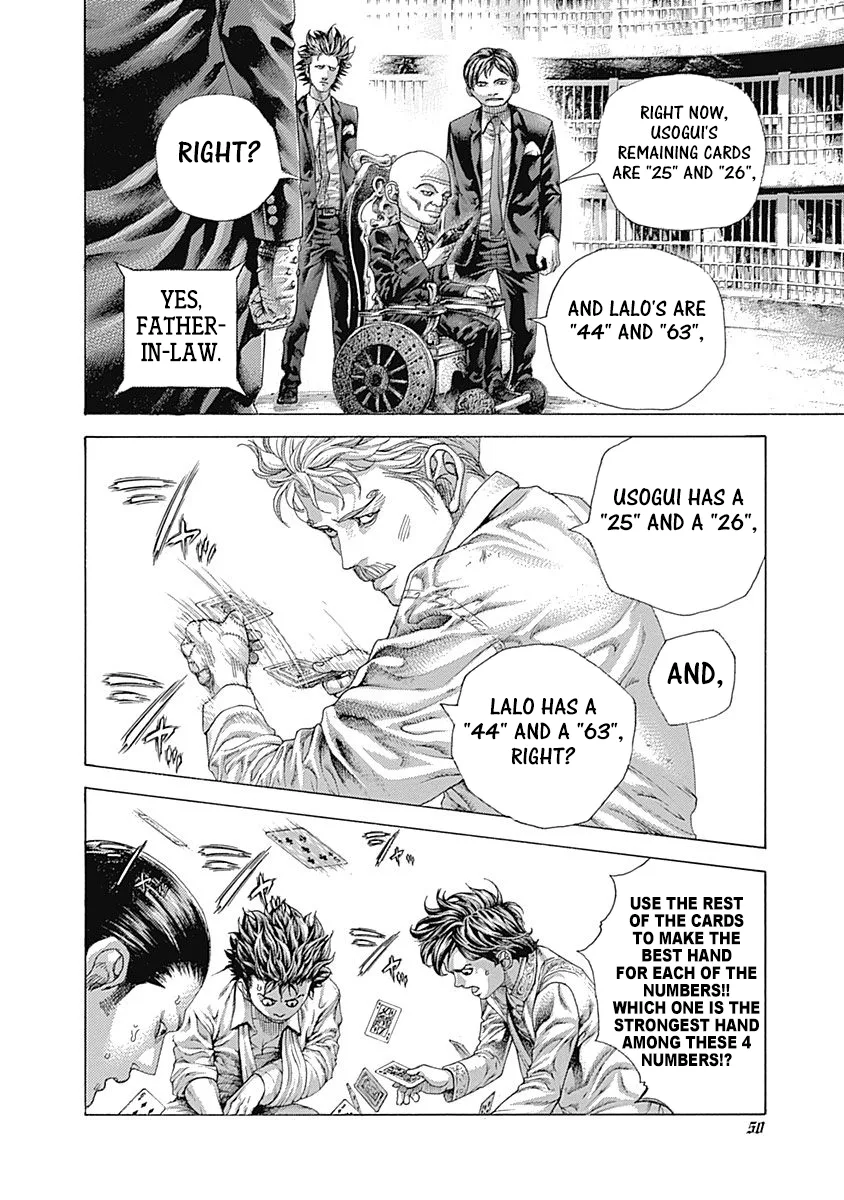 RIGHT NOW,
USOGUI'S
REMAINING CARDS
ARE "25" AND "26",
AND LALO'S ARE
"44" AND "63",
RIGHT?
YES,
FATHER-
IN-LAW.
USOGUI HAS A
"25" AND A "26",
AND,
LALO HAS A
"44" AND A "63",
RIGHT?
USE THE REST
OF THE CARDS
TO MAKE THE
BEST HAND
FOR EACH OF THE
NUMBERS!!
WHICH ONE IS THE
STRONGEST HAND
AMONG THESE 4
NUMBERS!?
50